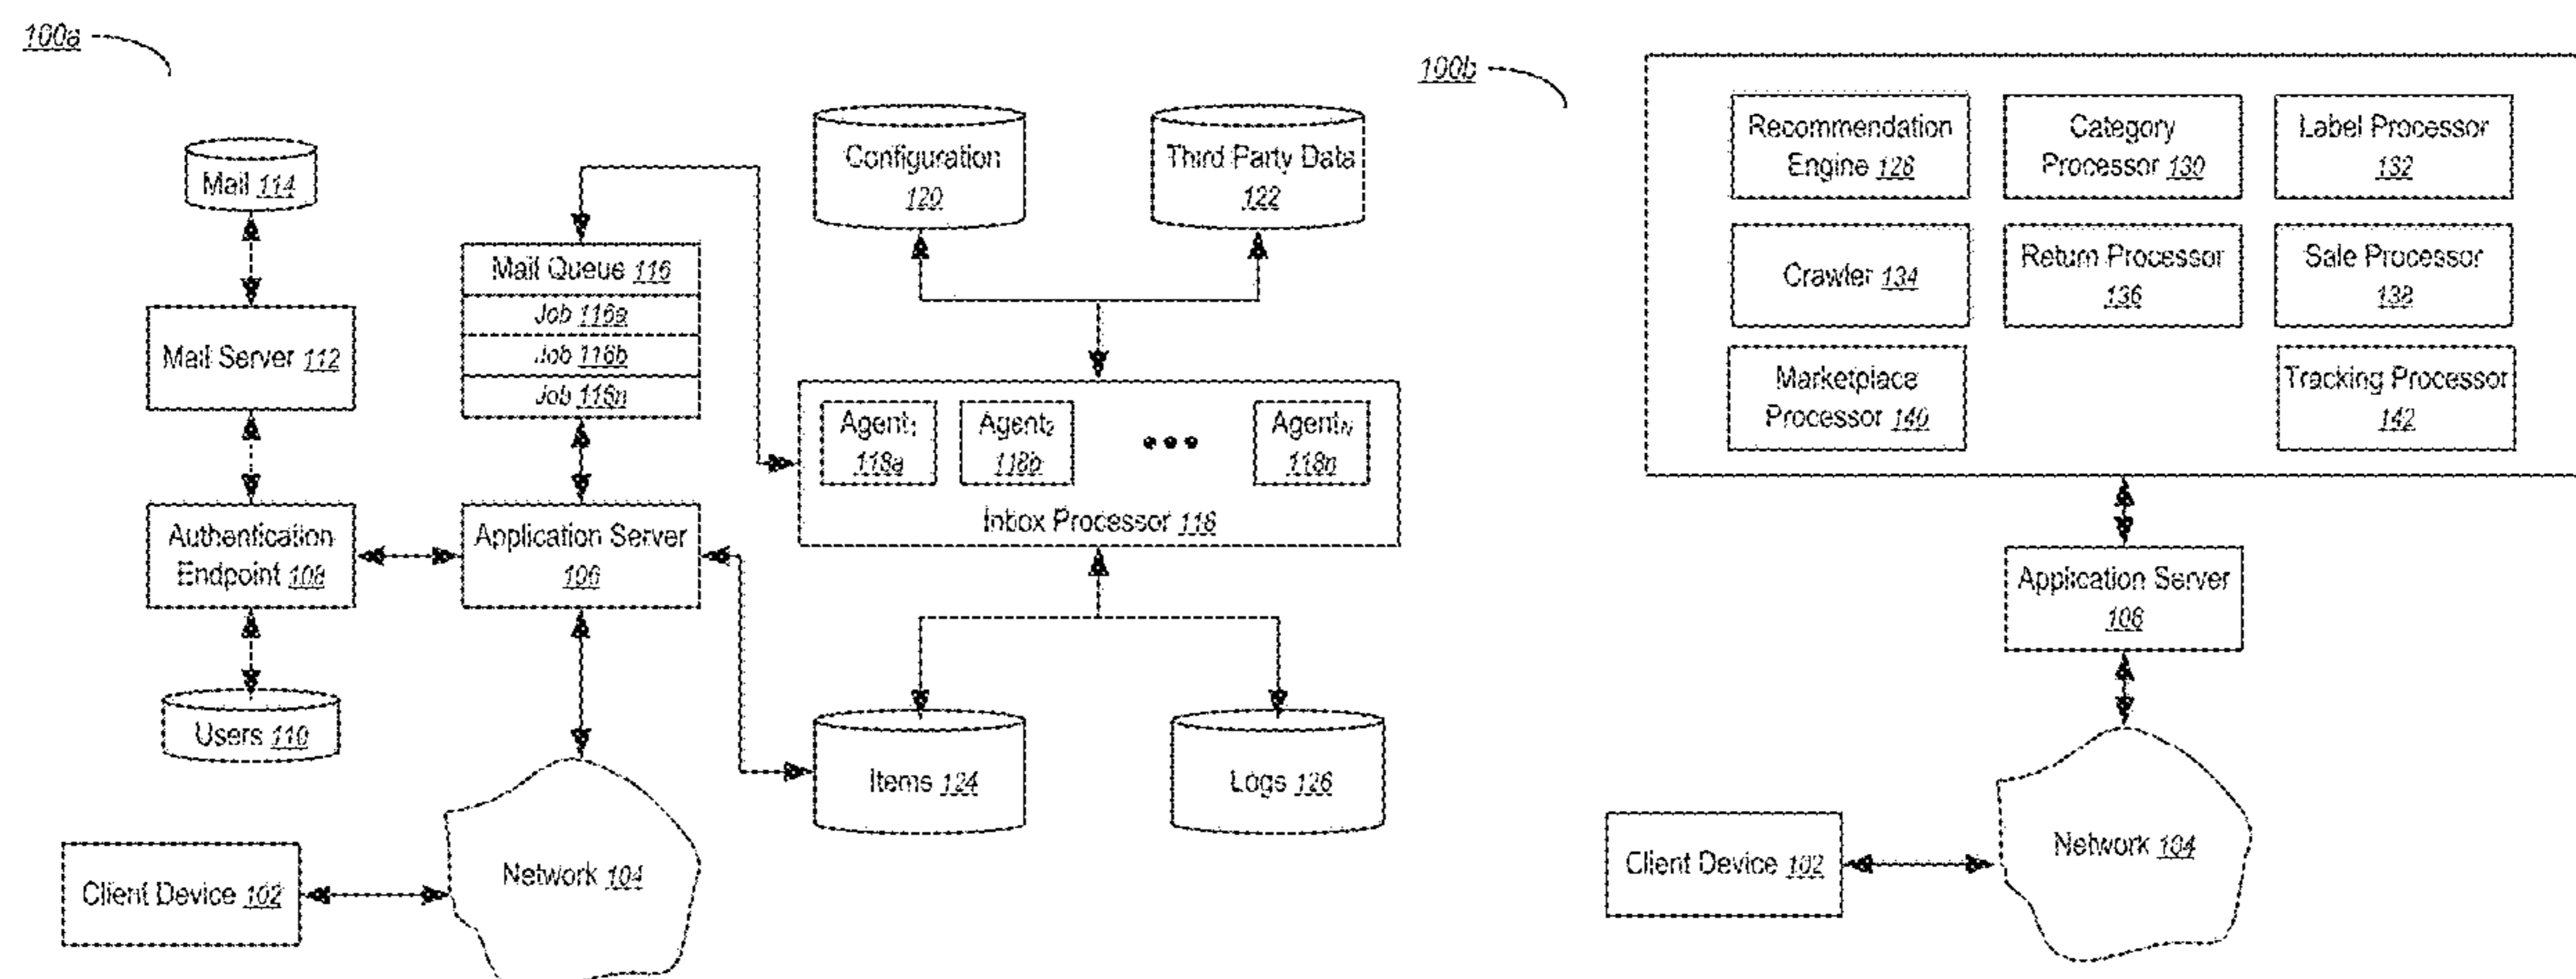 100a
Mail 114
Mail Server 112
Authentication
Endpoint 108
Users 110
Client Device 102
Mail Queue 116
Job 116a
Job 116b
Job 116n
Application Server
106
Network 104
Configuration
120
Third Party Data
122
Agent1
118a
Agent2
118b
AgentN
118n
Inbox Processor 118
Items 124
Logs 126
100b
Recommendation
Engine 128
Category
Processor 130
Label Processor
132
Crawler 134
Return Processor
136
Sale Processor
138
Marketplace
Processor 140
Tracking Processor
142
Application Server
106
Client Device 102
Network 104